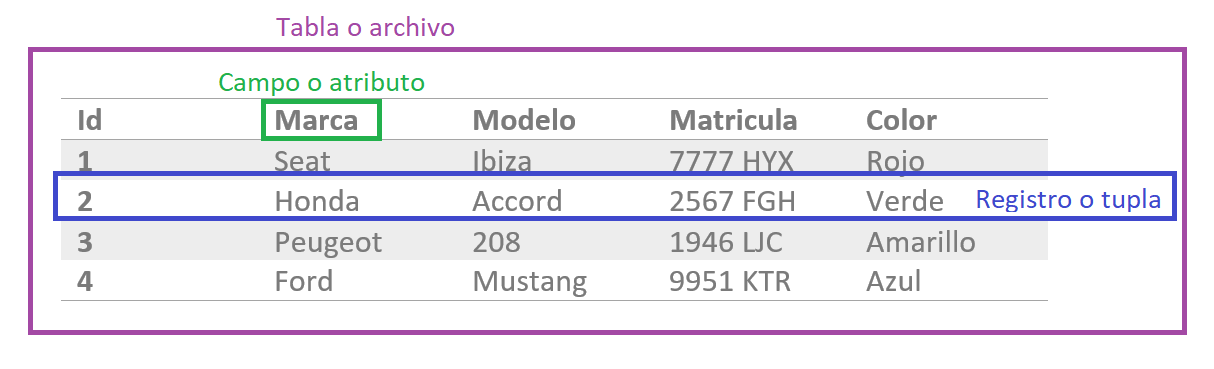 Tabla o archivo
Campo o atributo
Id Marca Modelo Matricula Color
1 Seat Ibiza 7777 HYX Rojo
2 Honda Accord 2567 FGH Verde Registro o tupla
3 Peugeot 208 1946 LJC Amarillo
4 Ford Mustang 9951 KTR Azul